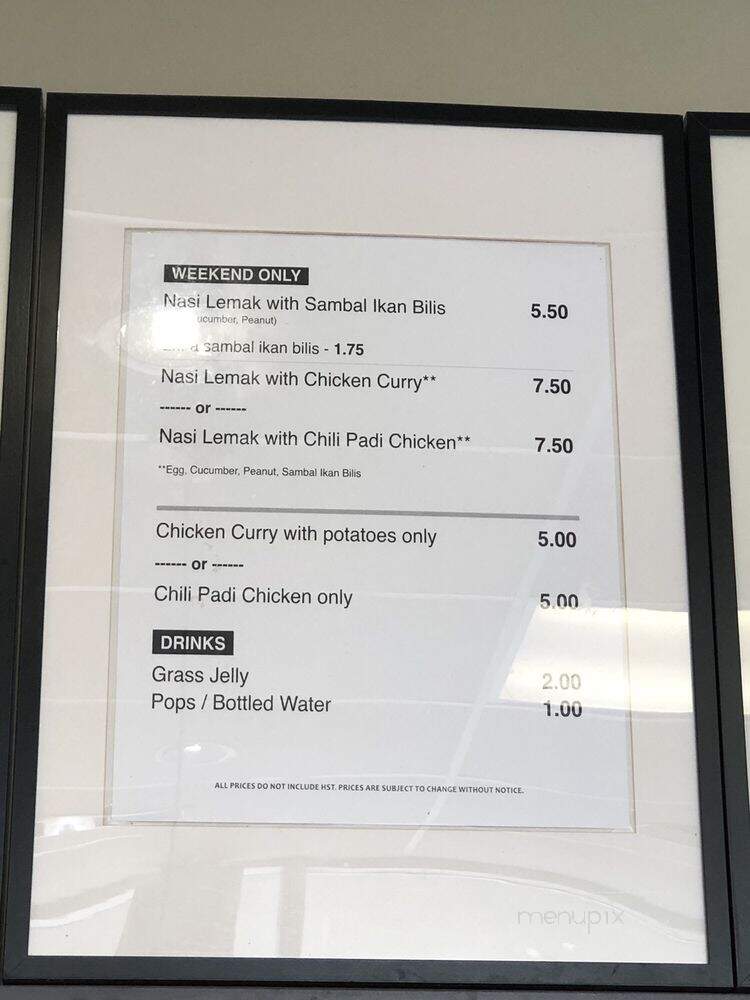 WEEKEND ONLY
Nasi Lemak with Sambal Ikan Bilis 5.50
Peanut)
sambal ikan bilis - 1.75
Nasi Lemak with Chicken Curry** 7.50
------ or ------
Nasi Lemak with Chili Padi Chicken** 7.50
**Egg, Cucumber, Peanut, Sambal Ikan Bilis
Chicken Curry with potatoes only 5.00
------ or ------
Chili Padi Chicken only 5.00
DRINKS
Grass Jelly 2.00
Pops / Bottled Water 1.00
ALL PRICES DO NOT INCLUDE HST. PRICES ARE SUBJECT TO CHANGE WITHOUT NOTICE.
menupix